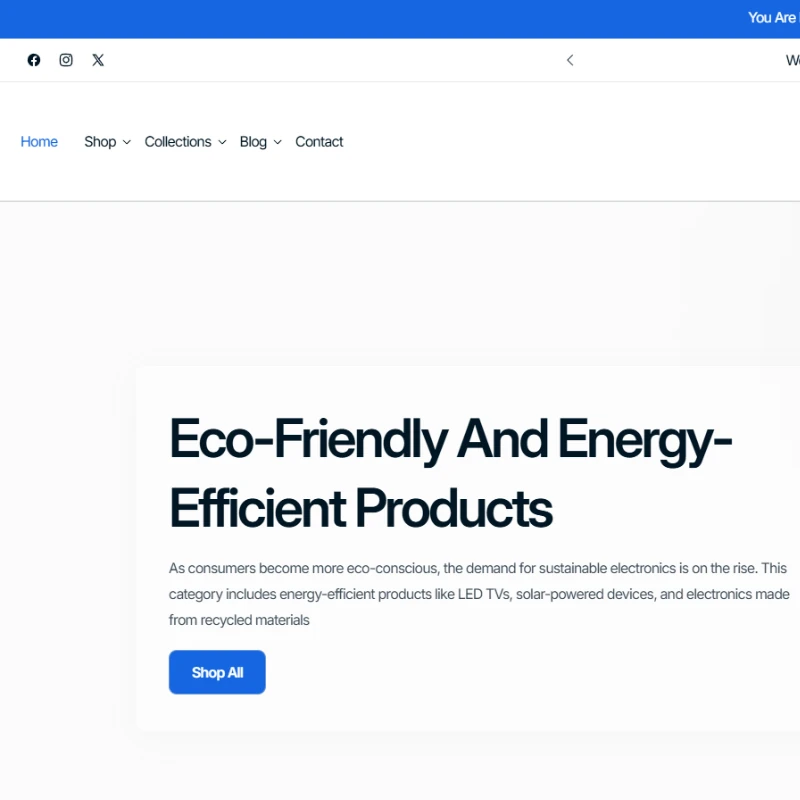 You Are
Home Shop Collections Blog Contact
Eco-Friendly And Energy-
Efficient Products
As consumers become more eco-conscious, the demand for sustainable electronics is on the rise. This
category includes energy-efficient products like LED TVs, solar-powered devices, and electronics made
from recycled materials
Shop All